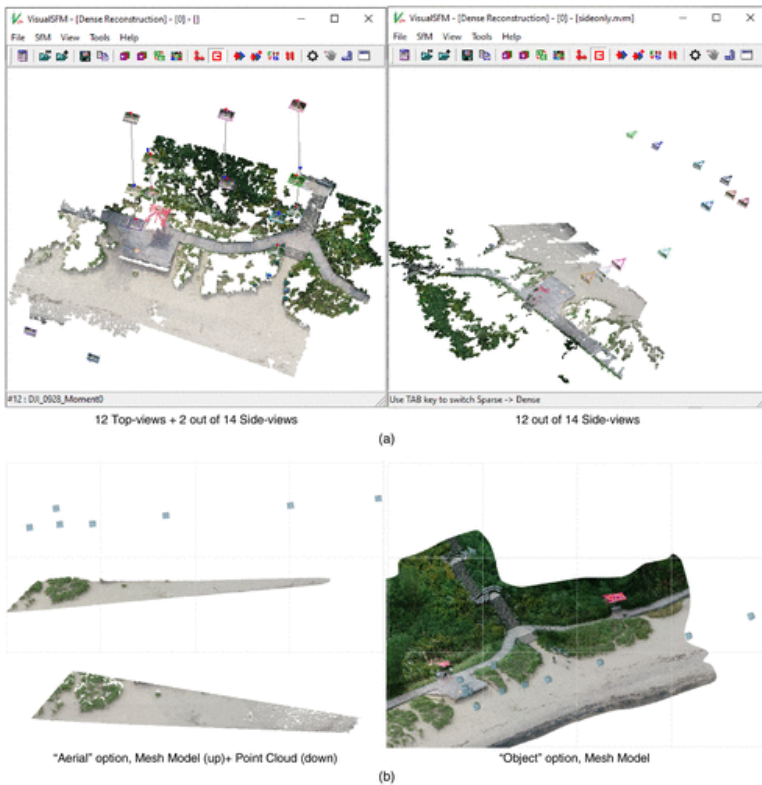 VisualSFM - [Dense Reconstruction] - [0] - []
File SfM View Tools Help
#12 : DJI_0928_Moment0
12 Top-views + 2 out of 14 Side-views
VisualSFM - [Dense Reconstruction] - [0] - [sideonly.nvm]
File SfM View Tools Help
Use TAB key to switch Sparse -> Dense
12 out of 14 Side-views
(a)
“Aerial” option, Mesh Model (up)+ Point Cloud (down)
“Object” option, Mesh Model
(b)